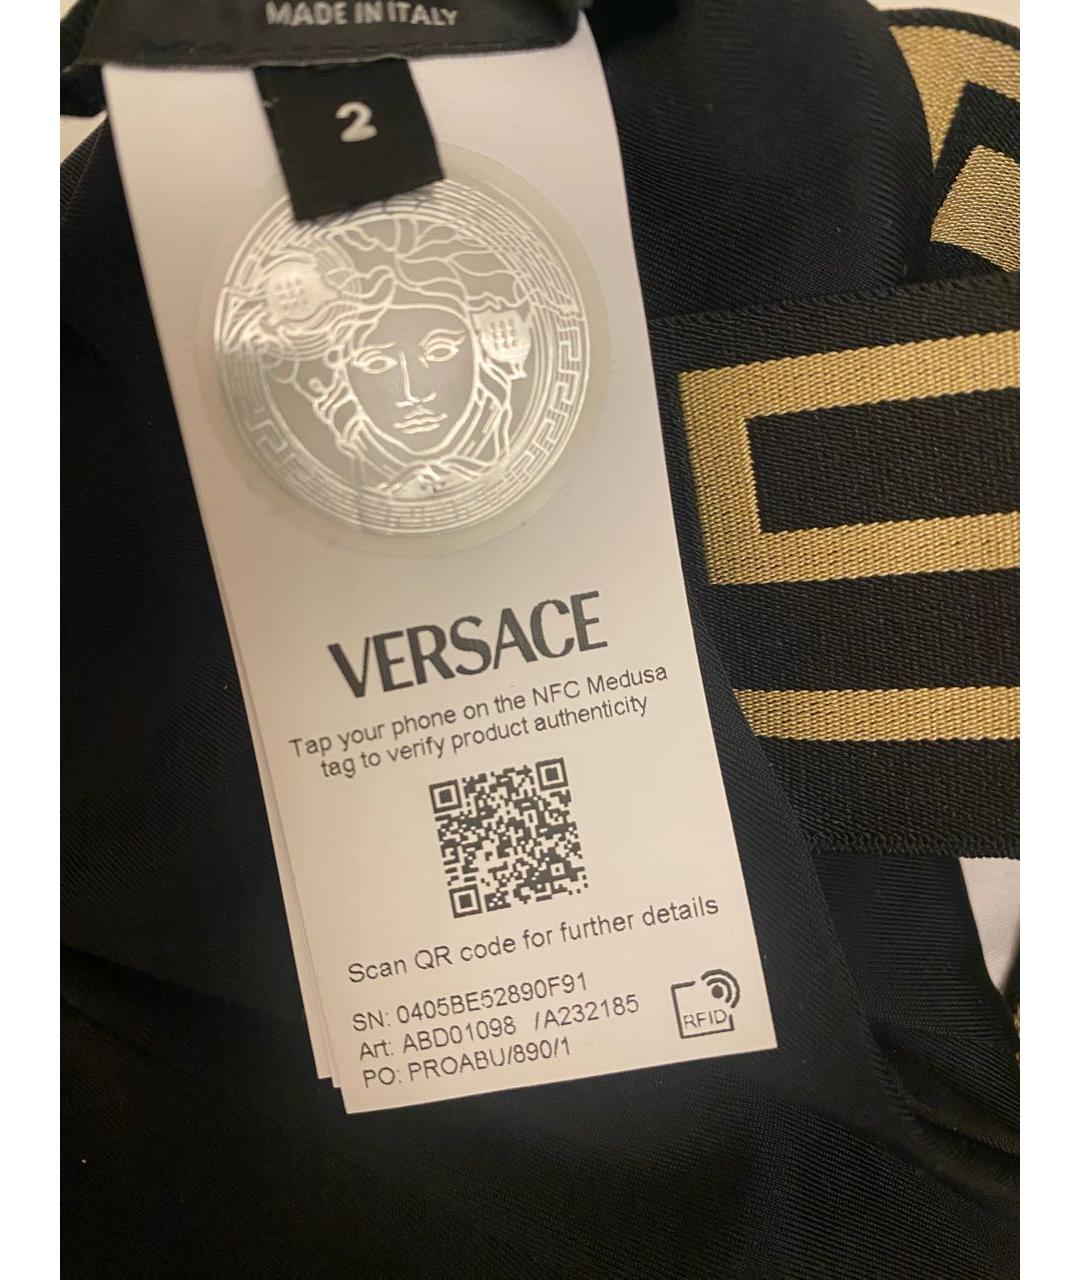 MADE IN ITALY
2
VERSACE
Tap your phone on the NFC Medusa
tag to verify product authenticity
Scan QR code for further details
SN: 0405BE52890F91
Art: ABD01098 /A232185
PO: PROABU/890/1
RFID